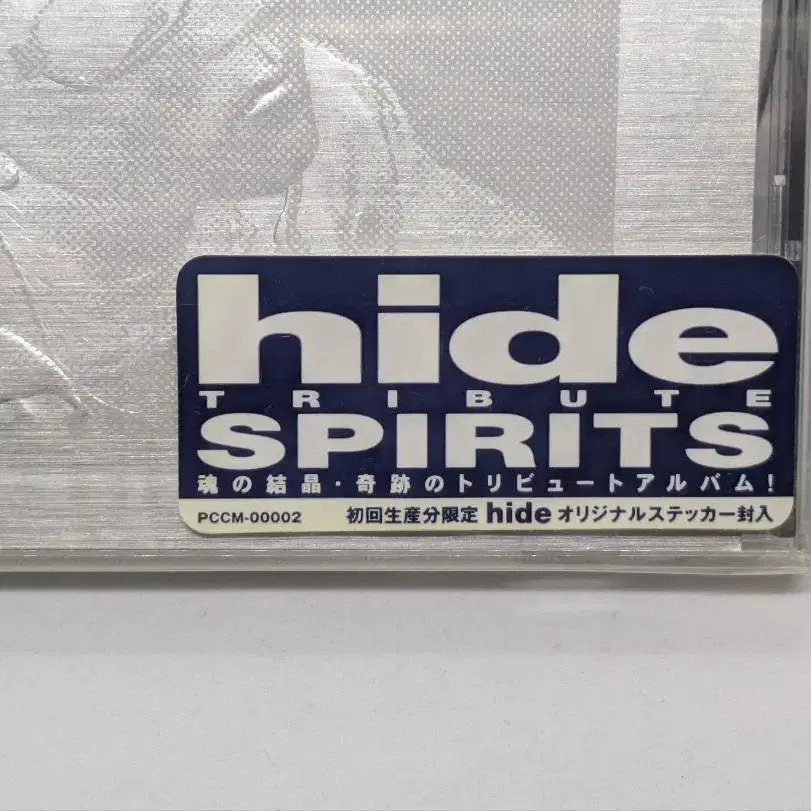 hide
TRIBUTE
SPIRITS
魂の結晶・奇跡のトリビュートアルバム!
PCCM-00002 初回生産分限定 hide オリジナルステッカー封入